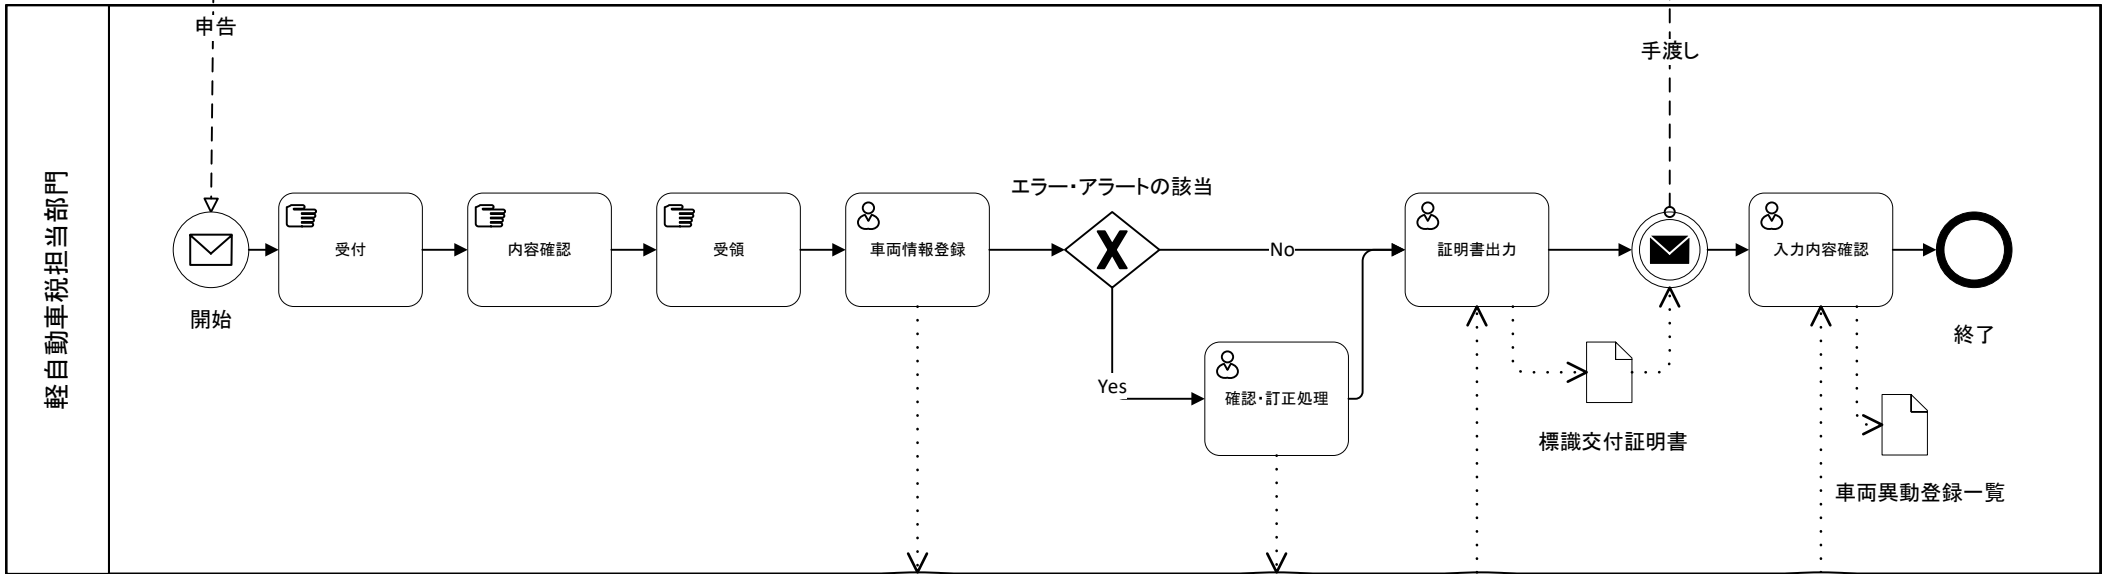 申告
手渡し
軽自動車税担当部門
エラー・アラートの該当
受付
内容確認
受領
車両情報登録
No
証明書出力
入力内容確認
開始
終了
Yes
確認・訂正処理
標識交付証明書
車両異動登録一覧